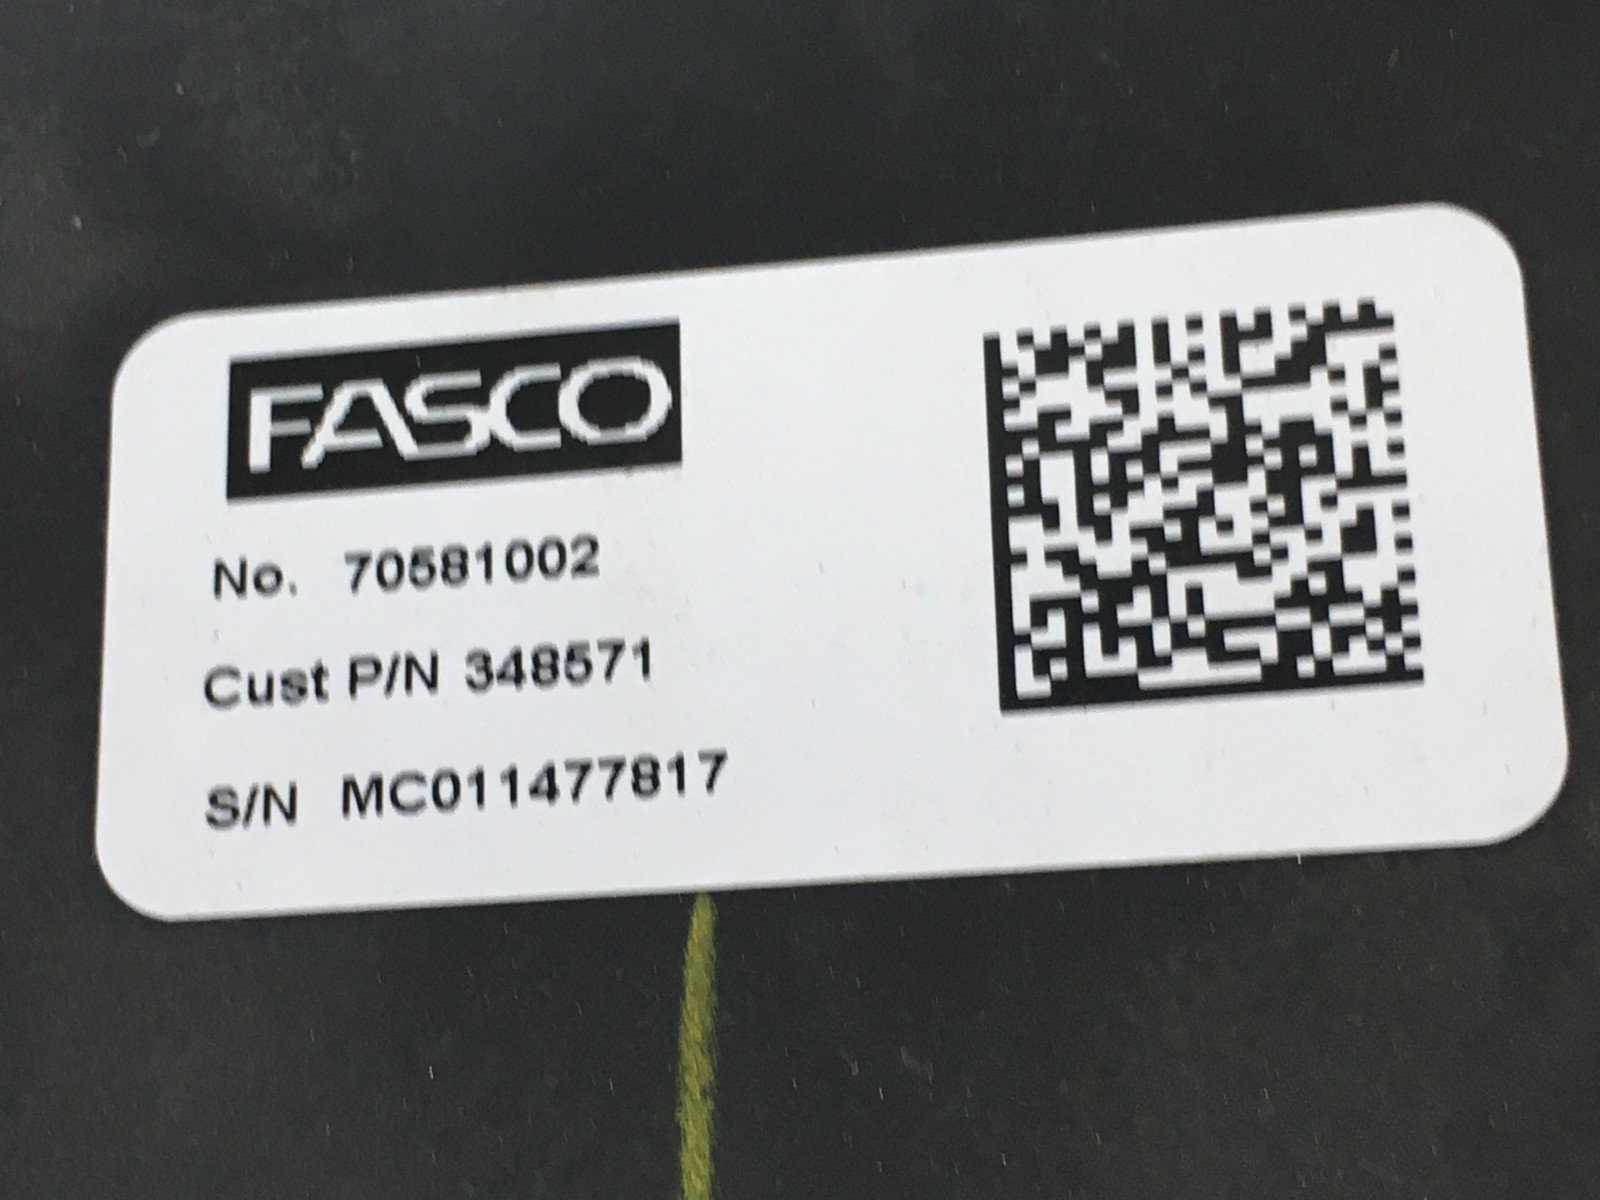 FASCO
No. 70581002
Cust P/N 348571
S/N MC011477817